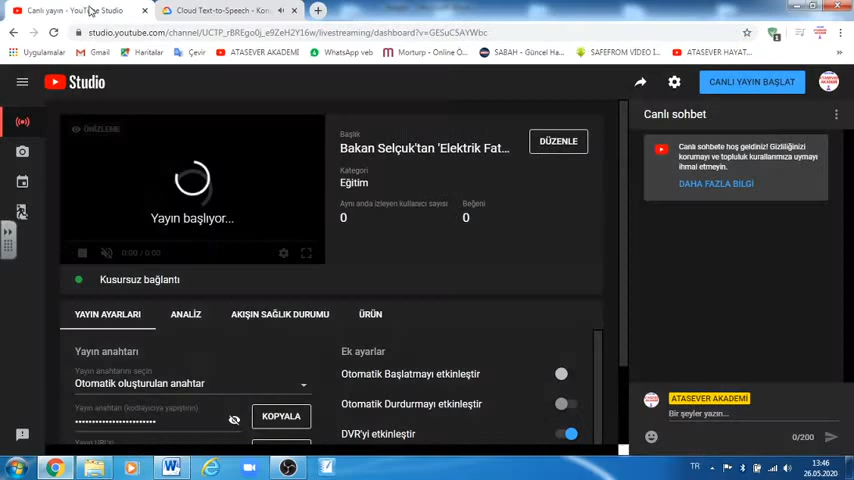 Canlı yayın - YouTube Studio
Cloud Text-to-Speech - Kon
studio.youtube.com/channel/UCTP_rBREgo0j_e9ZeH2Y16w/livestreaming/dashboard?v=GESuC5AYWbc
Uygulamalar
Gmail
Haritalar
Çevir
ATASEVER AKADEMİ
WhatsApp veb
Morturp - Online Ö...
SABAH - Güncel Ha...
SAFEFROM VİDEO İ...
ATASEVER HAYAT...
Studio
CANLI YAYIN BAŞLAT
ÖNİZLEME
Yayın başlıyor...
0:00 / 0:00
Başlık
Bakan Selçuk'tan 'Elektrik Fat...
DÜZENLE
Kategori
Eğitim
Aynı anda izleyen kullanıcı sayısı
Beğeni
0
0
Kusursuz bağlantı
YAYIN AYARLARI
ANALİZ
AKIŞIN SAĞLIK DURUMU
ÜRÜN
Yayın anahtarı
Yayın anahtarını seçin
Otomatik oluşturulan anahtar
Yayın anahtarı (kodlayıcıya yapıştırın)
KOPYALA
Ek ayarlar
Otomatik Başlatmayı etkinleştir
Otomatik Durdurmayı etkinleştir
DVR'yi etkinleştir
Canlı sohbet
Canlı sohbete hoş geldiniz! Gizliliğinizi
korumayı ve topluluk kurallarımıza uymayı
ihmal etmeyin.
DAHA FAZLA BİLGİ
ATASEVER AKADEMİ
Bir şeyler yazın...
0/200
TR
13:46
26.05.2020